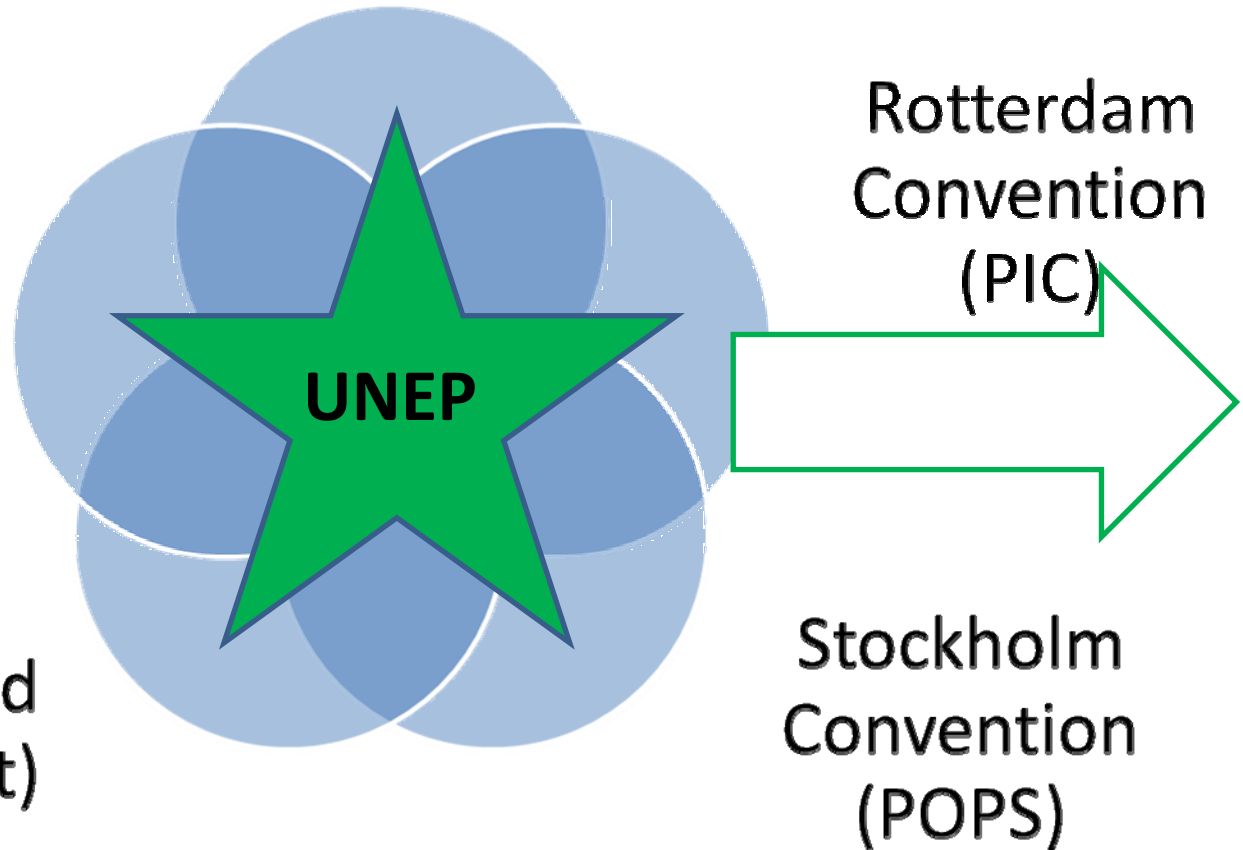 Rotterdam
Convention
(PIC)
UNEP
Stockholm
Convention
(POPS)
d
t)